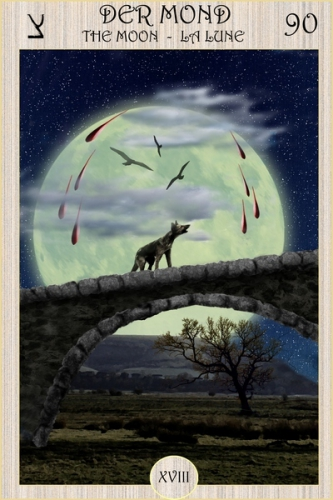 צ
DER MOND
90
THE MOON - LA LUNE
XVIII